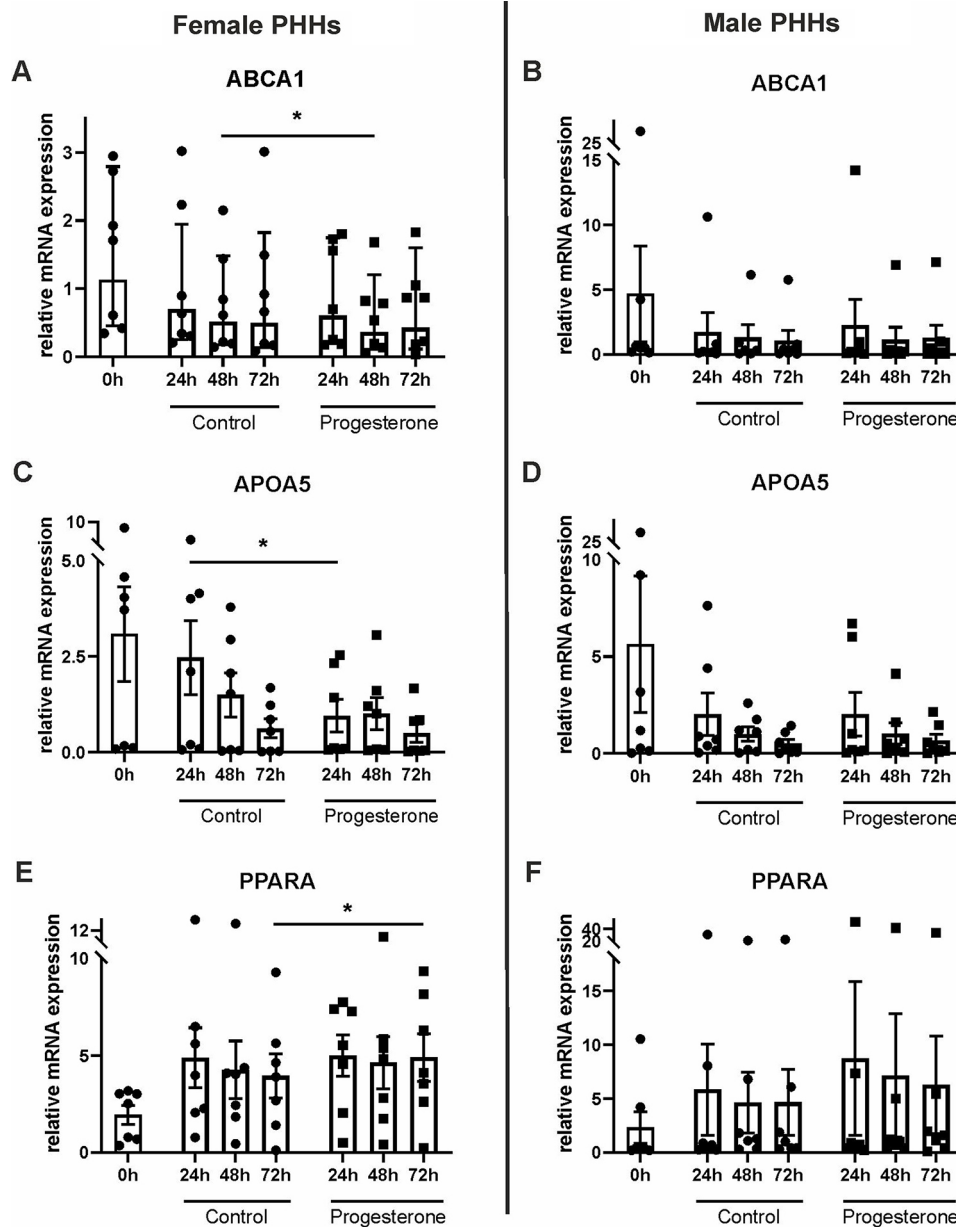 Female PHHs
Male PHHs
A
ABCA1
*
relative mRNA expression
3
2
1
0
0h
24h 48h 72h
24h 48h 72h
Control
Progesterone
B
ABCA1
relative mRNA expression
25
15
10
5
0
0h
24h 48h 72h
24h 48h 72h
Control
Progesterone
C
APOA5
*
relative mRNA expression
10
5.0
2.5
0.0
0h
24h 48h 72h
24h 48h 72h
Control
Progesterone
D
APOA5
relative mRNA expression
25
10
5
0
0h
24h 48h 72h
24h 48h 72h
Control
Progesterone
E
PPARA
*
relative mRNA expression
12
10
5
0
0h
24h 48h 72h
24h 48h 72h
Control
Progesterone
F
PPARA
relative mRNA expression
40
20
15
10
5
0
0h
24h 48h 72h
24h 48h 72h
Control
Progesterone